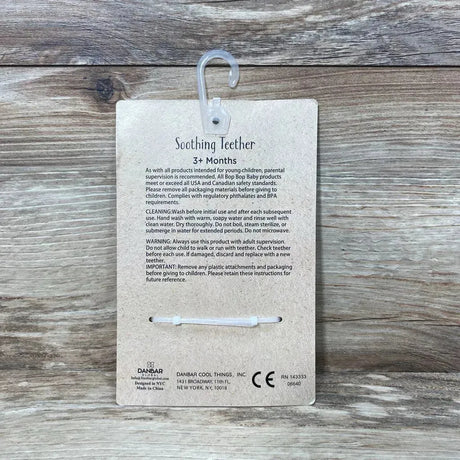 Soothing Teether
3+ Months
As with all products intended for young children, parental
supervision is recommended. All Bop Bop Baby products
meet or exceed all USA and Canadian safety standards.
Please remove all packaging materials before giving to
children. Complies with regulatory phthalates and BPA
requirements.
CLEANING:Wash before initial use and after each subsequent
use. Hand wash with warm, soapy water and rinse well with
clean water. Dry thoroughly. Do not boil, steam sterilize, or
submerge in water for extended periods. Do not microwave.
WARNING: Always use this product with adult supervision.
Do not allow child to walk or run with teether. Check teether
before each use. If damaged, discard and replace with a new
teether.
IMPORTANT: Remove any plastic attachments and packaging
before giving to children. Please retain these instructions for
future reference.
DANBAR
GLOBAL
Designed in NYC
Made in China
DANBAR COOL THINGS, INC.
1431 BROADWAY, 11th FL.
NEW YORK, NY, 10018
CE
RN 143333
08640